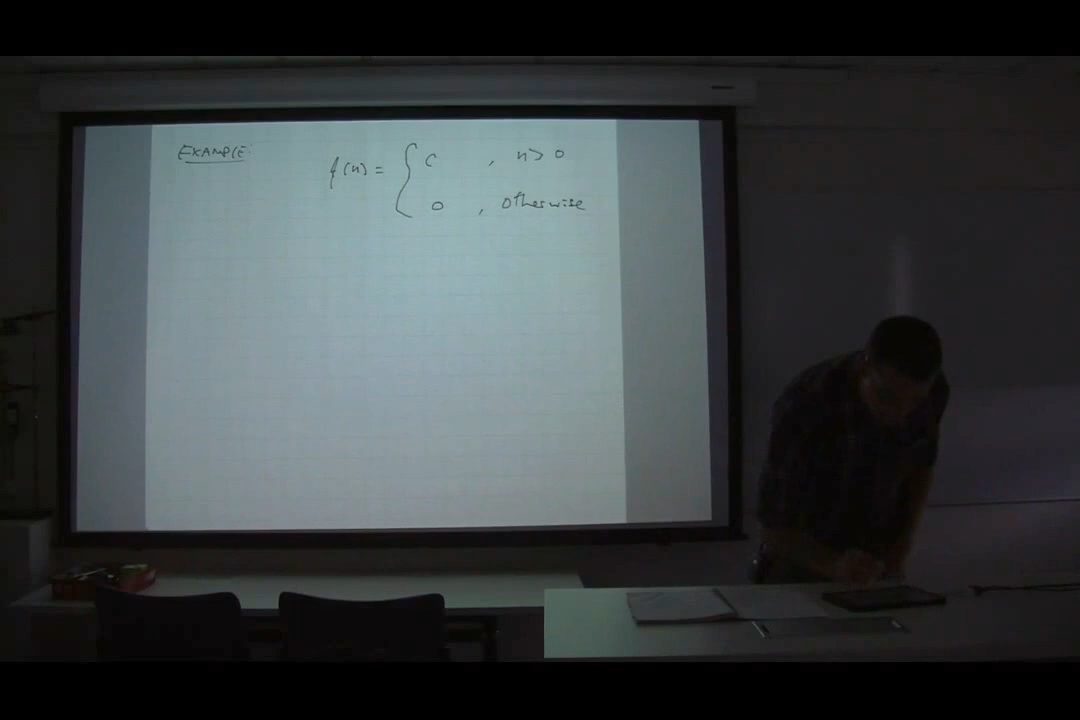 EXAMPLE:
f(n) = { C , n > 0
0 , otherwise